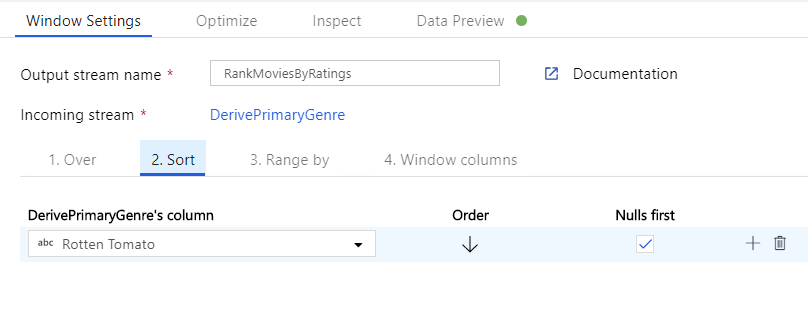 Window Settings Optimize Inspect Data Preview
Output stream name * RankMoviesByRatings Documentation
Incoming stream * DerivePrimaryGenre
1. Over 2. Sort 3. Range by 4. Window columns
DerivePrimaryGenre's column Order Nulls first
abc Rotten Tomato